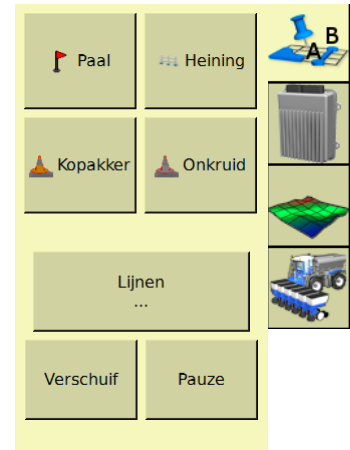 Paal
Heining
B
A
Kopakker
Onkruid
Lijnen
...
Verschuif
Pauze